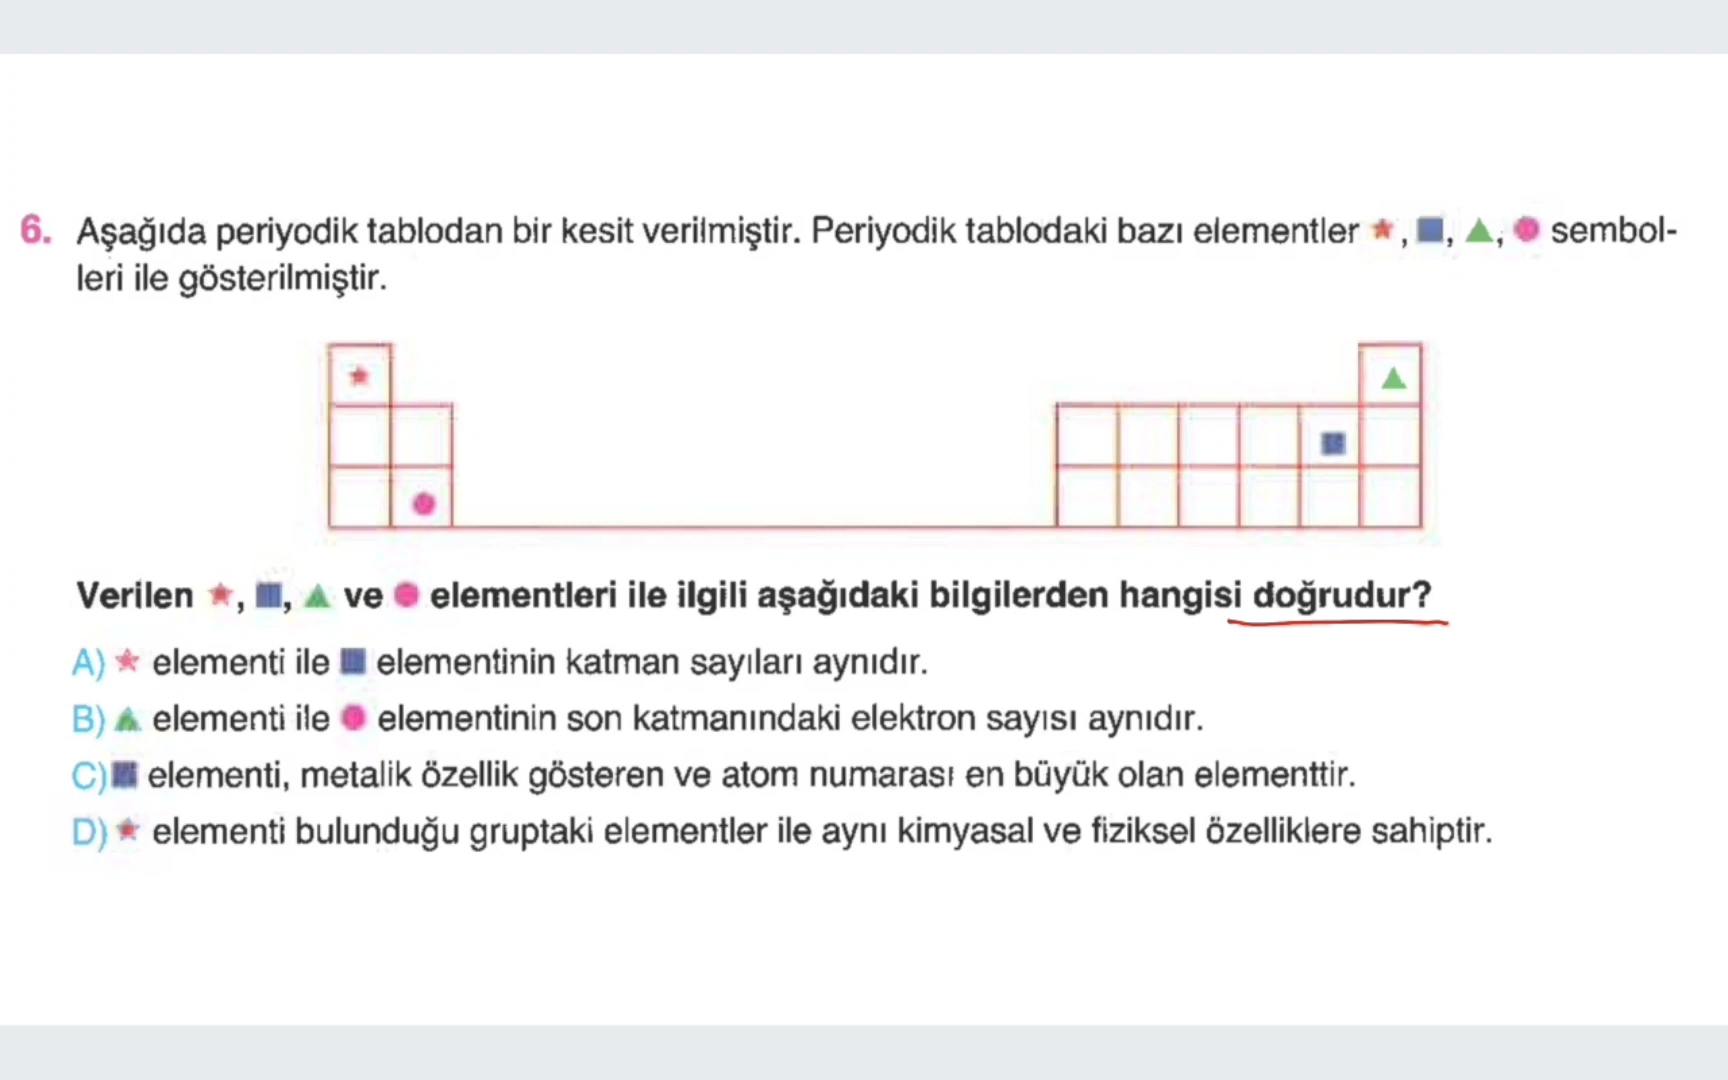 6. Aşağıda periyodik tablodan bir kesit verilmiştir. Periyodik tablodaki bazı elementler ★, ■, ▲, ● sembol-
leri ile gösterilmiştir.
Verilen ★, ■, ▲ ve ● elementleri ile ilgili aşağıdaki bilgilerden hangisi doğrudur?
A) ★ elementi ile ■ elementinin katman sayıları aynıdır.
B) ▲ elementi ile ● elementinin son katmanındaki elektron sayısı aynıdır.
C) ■ elementi, metalik özellik gösteren ve atom numarası en büyük olan elementtir.
D) ★ elementi bulunduğu gruptaki elementler ile aynı kimyasal ve fiziksel özelliklere sahiptir.